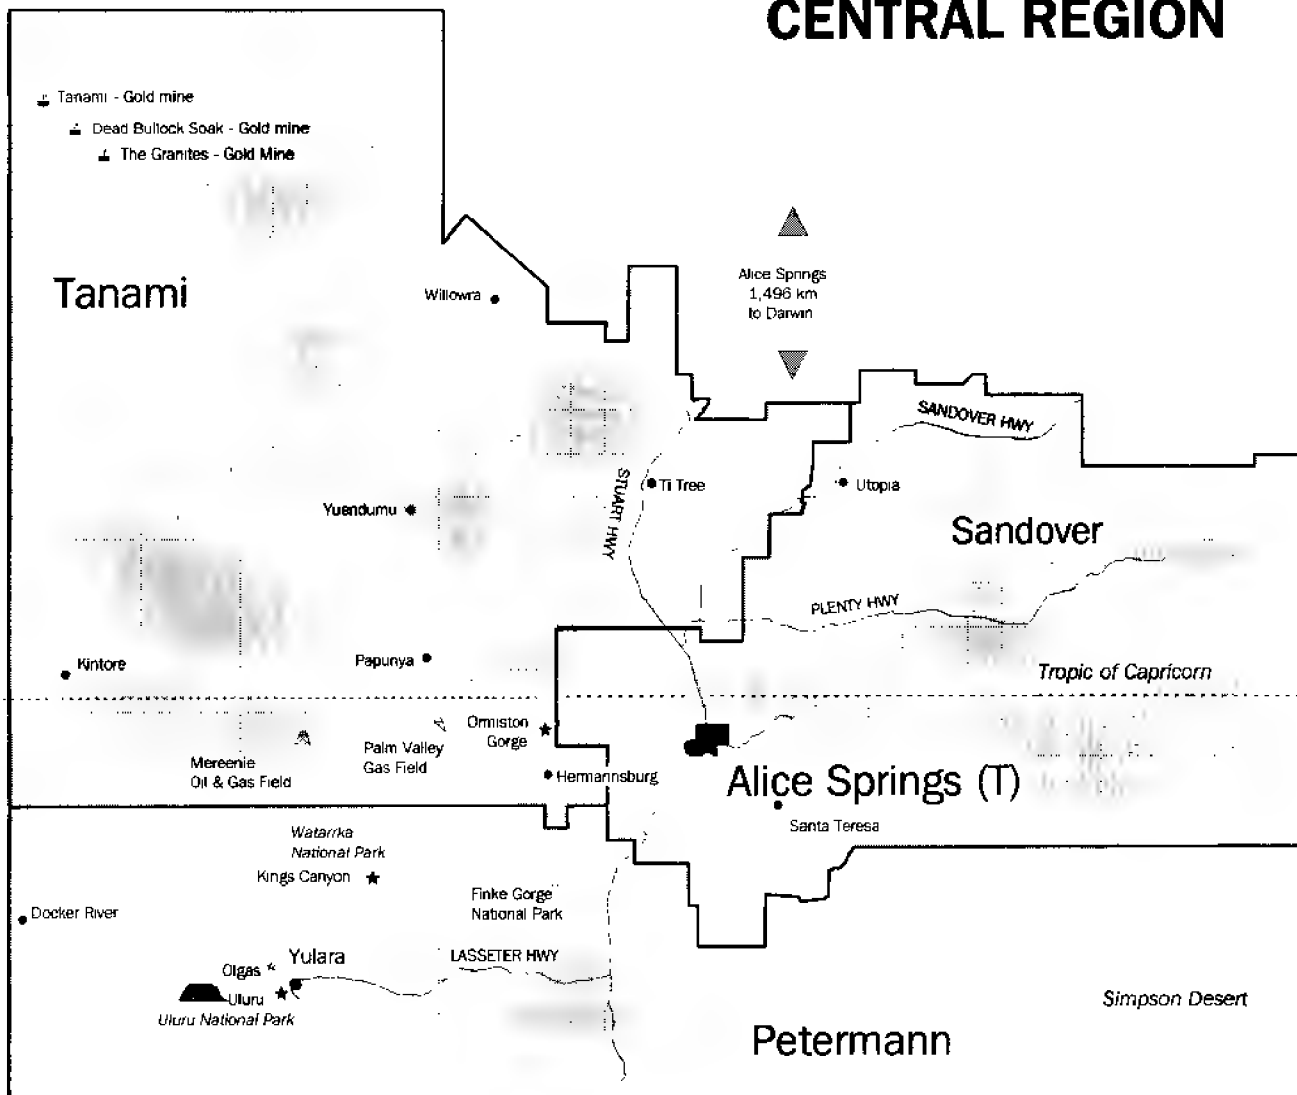 CENTRAL REGION
Tanami - Gold mine
Dead Bullock Soak - Gold mine
The Granites - Gold Mine
Tanami
Willowra
Alice Springs
1,496 km
to Darwin
SANDOVER HWY
STUART HWY
Ti Tree
Utopia
Yuendumu
Sandover
PLENTY HWY
Kintore
Papunya
Tropic of Capricorn
Ormiston
Gorge
Mereenie
Oil & Gas Field
Palm Valley
Gas Field
Hermannsburg
Alice Springs (T)
Santa Teresa
Watarrka
National Park
Kings Canyon
Finke Gorge
National Park
Docker River
Yulara
LASSETER HWY
Olgas
Uluru
Uluru National Park
Simpson Desert
Petermann